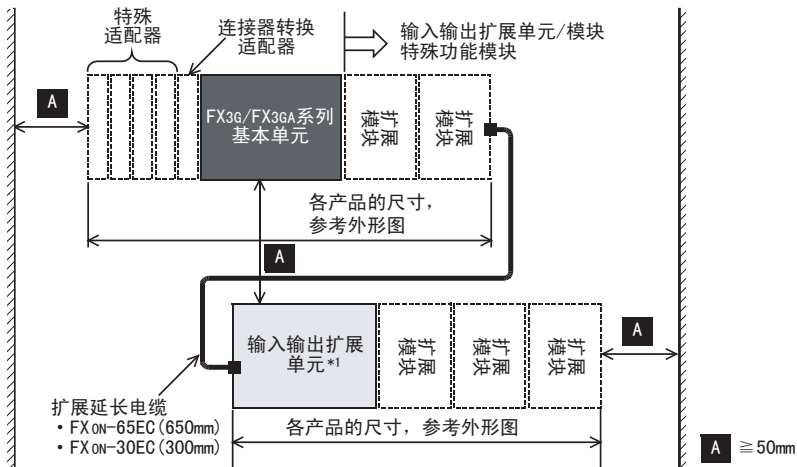 特殊
适配器
连接器转换
适配器
输入输出扩展单元/模块
特殊功能模块
A
FX3G/FX3GA系列
基本单元
扩展
模块
扩展
模块
各产品的尺寸，
参考外形图
A
输入输出扩展
单元*1
扩展
模块
扩展
模块
扩展
模块
A
扩展延长电缆
• FX0N-65EC(650mm)
• FX0N-30EC(300mm)
各产品的尺寸，参考外形图
A ≧50mm